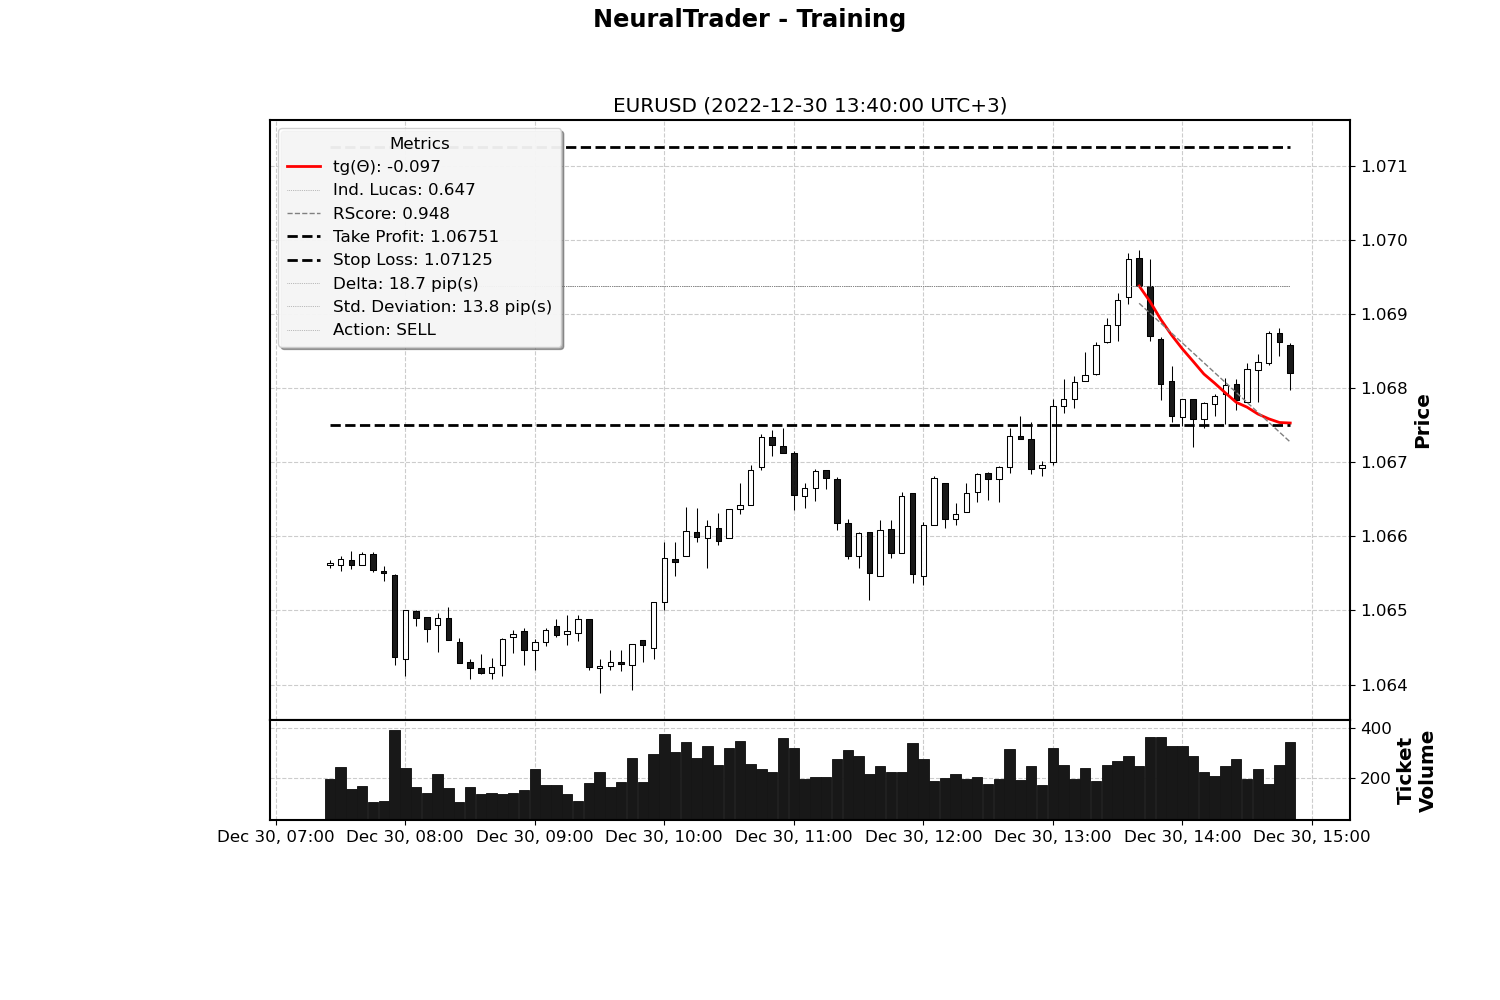 NeuralTrader - Training
EURUSD (2022-12-30 13:40:00 UTC+3)
Metrics
tg(Θ): -0.097
Ind. Lucas: 0.647
RScore: 0.948
Take Profit: 1.06751
Stop Loss: 1.07125
Delta: 18.7 pip(s)
Std. Deviation: 13.8 pip(s)
Action: SELL
1.071
1.070
1.069
1.068
1.067
1.066
1.065
1.064
Price
400
200
Ticket
Volume
Dec 30, 07:00 Dec 30, 08:00 Dec 30, 09:00 Dec 30, 10:00 Dec 30, 11:00 Dec 30, 12:00 Dec 30, 13:00 Dec 30, 14:00 Dec 30, 15:00